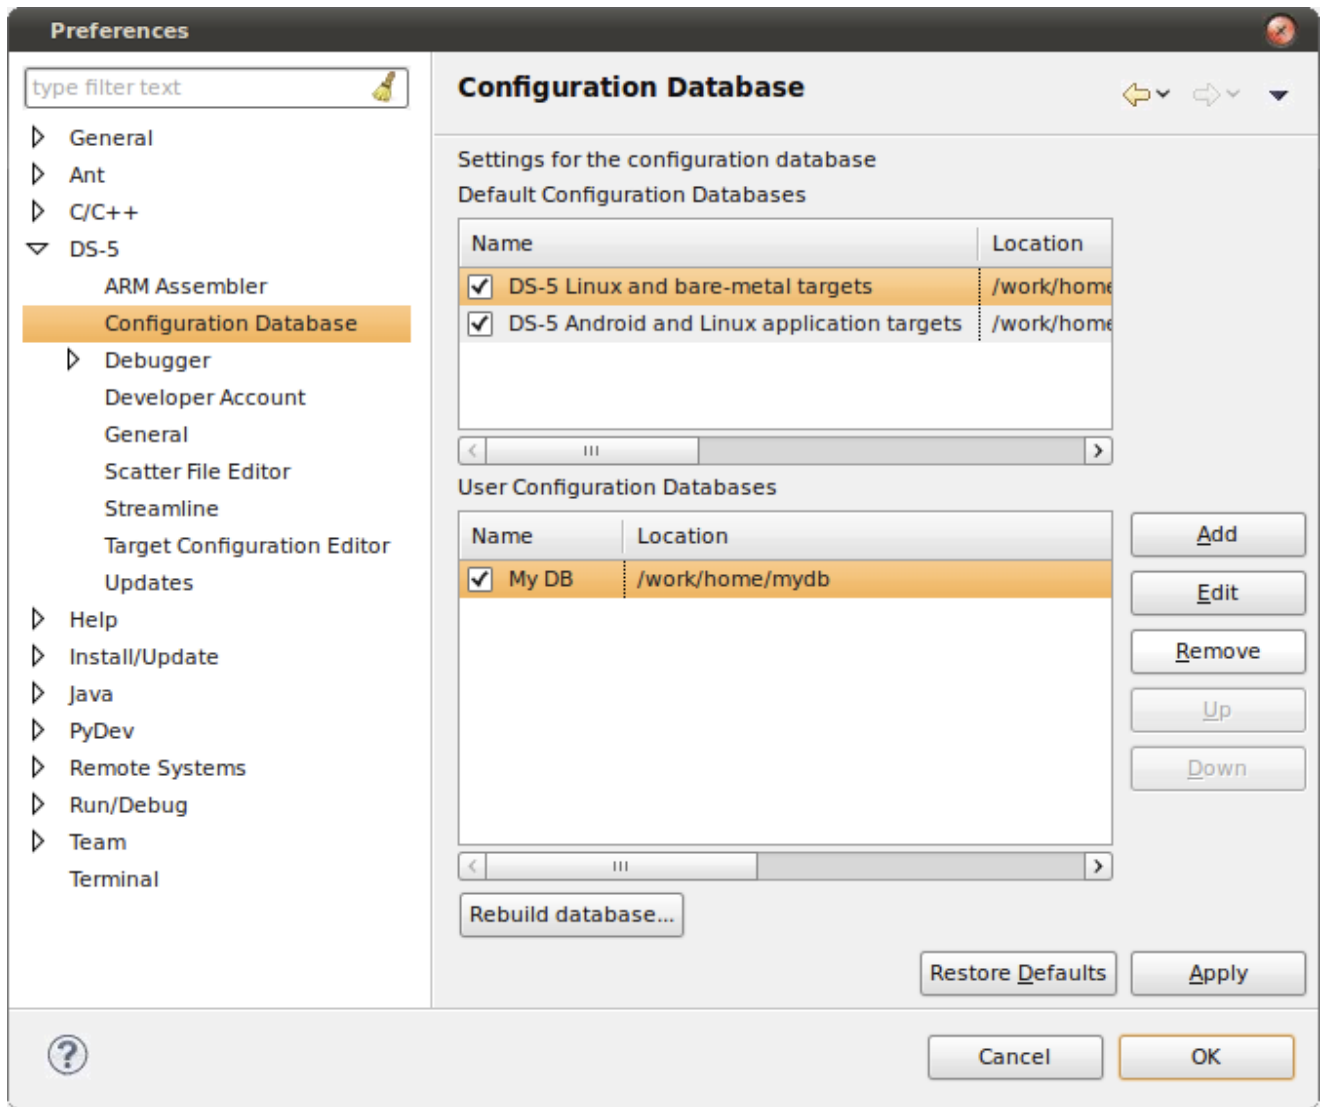 Preferences
type filter text
General
Ant
C/C++
DS-5
ARM Assembler
Configuration Database
Debugger
Developer Account
General
Scatter File Editor
Streamline
Target Configuration Editor
Updates
Help
Install/Update
Java
PyDev
Remote Systems
Run/Debug
Team
Terminal
Configuration Database
Settings for the configuration database
Default Configuration Databases
Name Location
DS-5 Linux and bare-metal targets /work/home
DS-5 Android and Linux application targets /work/home
User Configuration Databases
Name Location
My DB /work/home/mydb
Add
Edit
Remove
Up
Down
Rebuild database...
Restore Defaults Apply
? Cancel OK